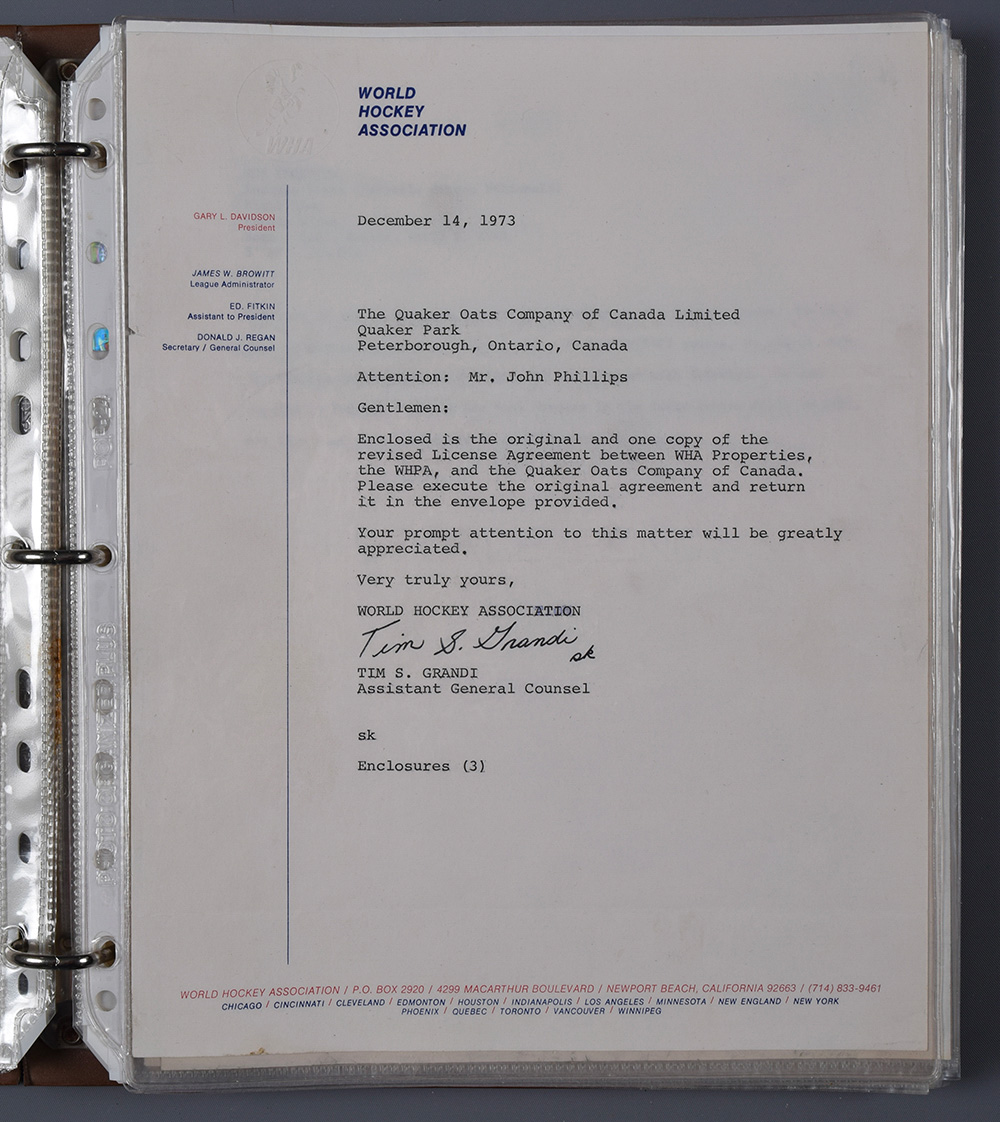 WORLD
HOCKEY
ASSOCIATION
GARY L. DAVIDSON
President
JAMES W. BROWITT
League Administrator
ED. FITKIN
Assistant to President
DONALD J. REGAN
Secretary / General Counsel
December 14, 1973
The Quaker Oats Company of Canada Limited
Quaker Park
Peterborough, Ontario, Canada
Attention: Mr. John Phillips
Gentlemen:
Enclosed is the original and one copy of the
revised License Agreement between WHA Properties,
the WHPA, and the Quaker Oats Company of Canada.
Please execute the original agreement and return
it in the envelope provided.
Your prompt attention to this matter will be greatly
appreciated.
Very truly yours,
WORLD HOCKEY ASSOCIATION
Tim S. Grandi
sk
TIM S. GRANDI
Assistant General Counsel
sk
Enclosures (3)
WORLD HOCKEY ASSOCIATION / P.O. BOX 2920 / 4299 MACARTHUR BOULEVARD / NEWPORT BEACH, CALIFORNIA 92663 / (714) 833-9461
CHICAGO / CINCINNATI / CLEVELAND / EDMONTON / HOUSTON / INDIANAPOLIS / LOS ANGELES / MINNESOTA / NEW ENGLAND / NEW YORK
PHOENIX / QUEBEC / TORONTO / VANCOUVER / WINNIPEG